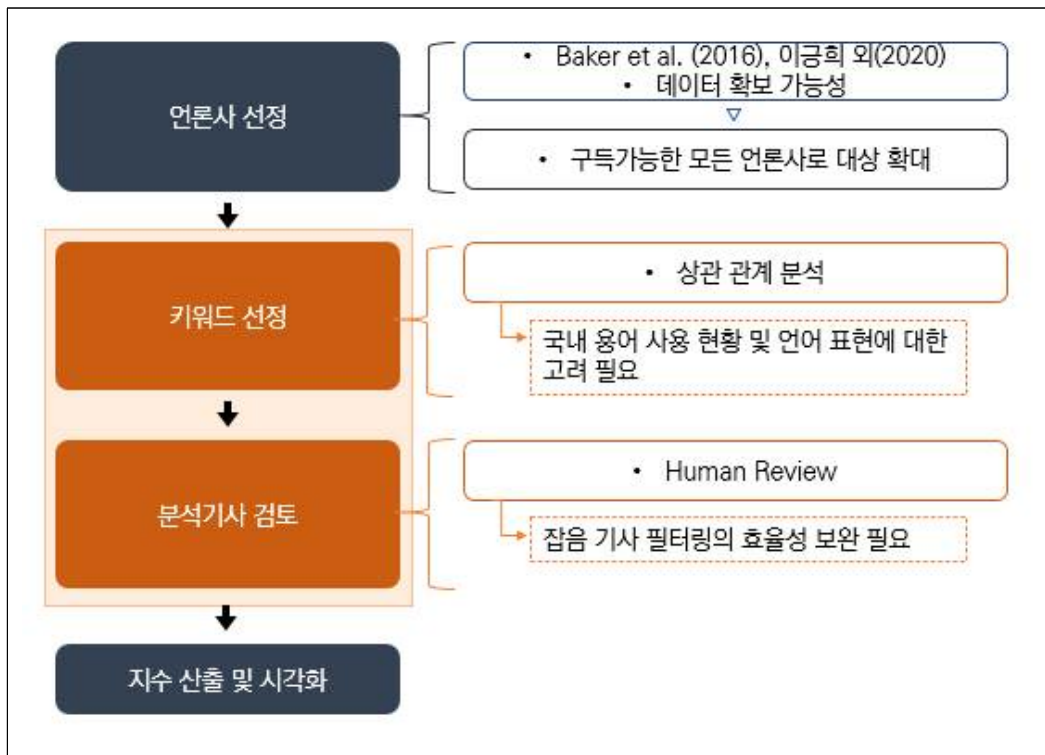 언론사 선정
• Baker et al. (2016), 이긍희 외(2020)
• 데이터 확보 가능성
• 구득가능한 모든 언론사로 대상 확대
키워드 선정
• 상관 관계 분석
국내 용어 사용 현황 및 언어 표현에 대한
고려 필요
분석기사 검토
• Human Review
잡음 기사 필터링의 효율성 보완 필요
지수 산출 및 시각화